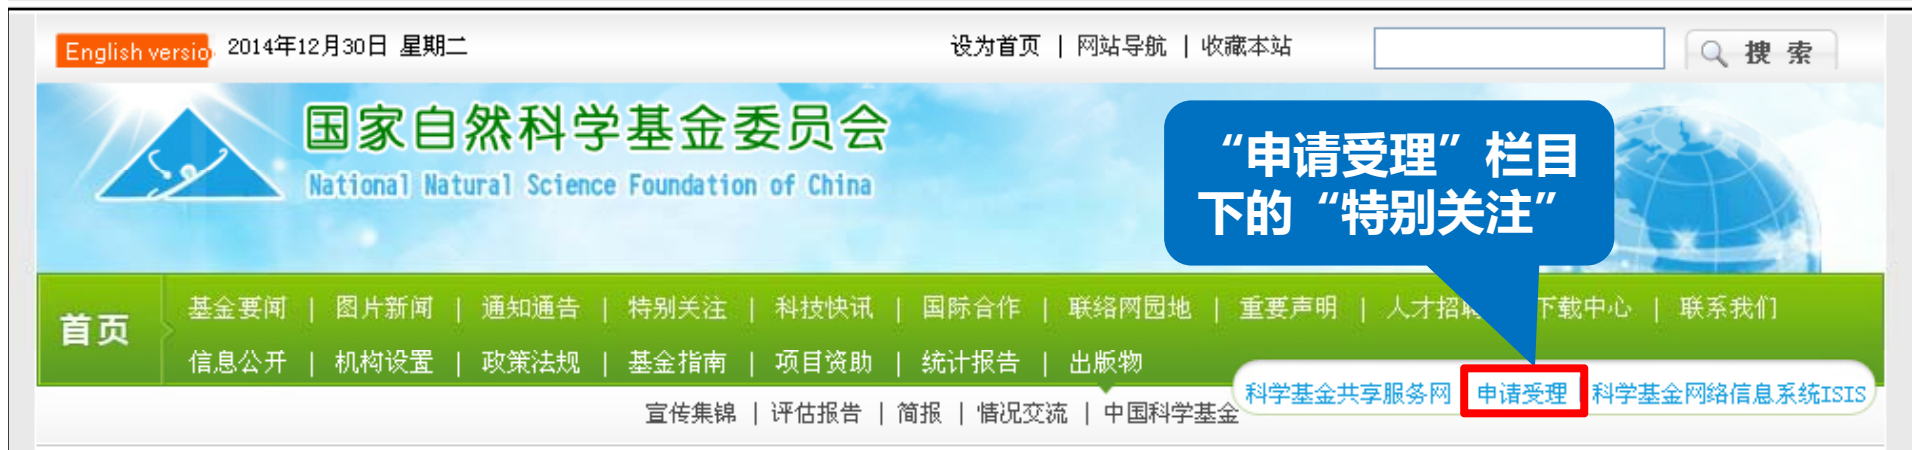 English versio 2014年12月30日 星期二 设为首页 | 网站导航 | 收藏本站 搜 索
国家自然科学基金委员会
National Natural Science Foundation of China
“申请受理”栏目
下的“特别关注”
首页
基金要闻 | 图片新闻 | 通知通告 | 特别关注 | 科技快讯 | 国际合作 | 联络网园地 | 重要声明 | 人才招聘 下载中心 | 联系我们
信息公开 | 机构设置 | 政策法规 | 基金指南 | 项目资助 | 统计报告 | 出版物
科学基金共享服务网 申请受理 科学基金网络信息系统ISIS
宣传集锦 | 评估报告 | 简报 | 情况交流 | 中国科学基金